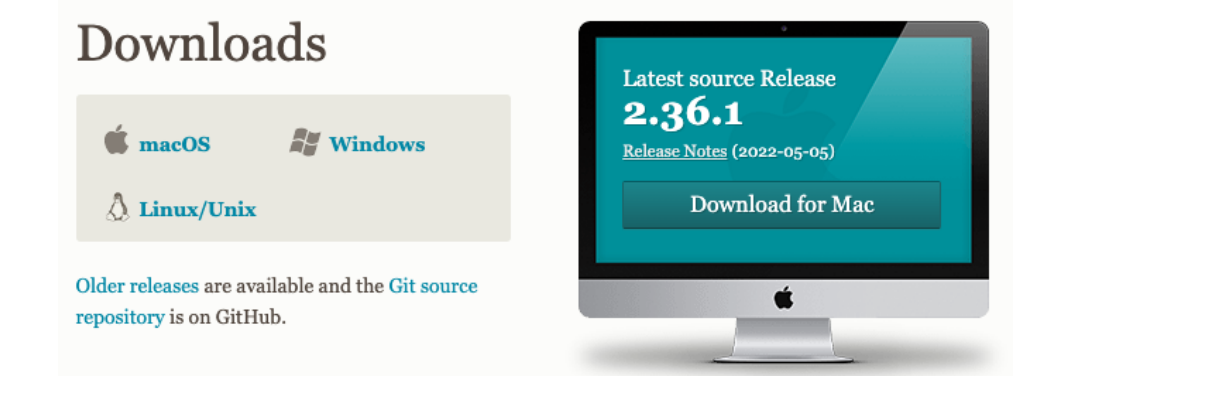 Downloads
macOS
Windows
Linux/Unix
Older releases are available and the Git source
repository is on GitHub.
Latest source Release
2.36.1
Release Notes (2022-05-05)
Download for Mac